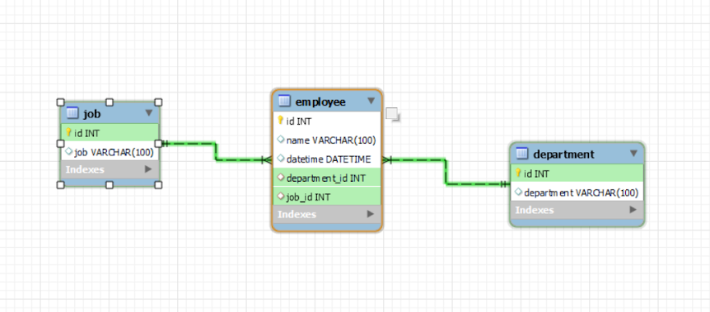 job
id INT
job VARCHAR(100)
Indexes
employee
id INT
name VARCHAR(100)
datetime DATETIME
department_id INT
job_id INT
Indexes
department
id INT
department VARCHAR(100)
Indexes